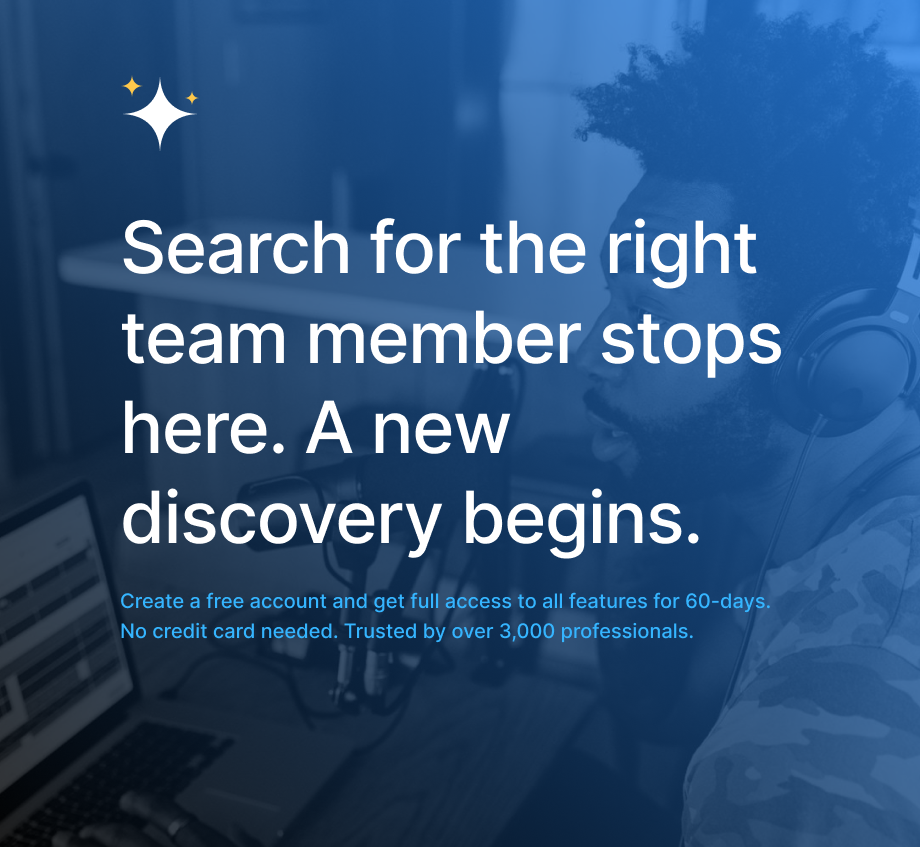 Search for the right
team member stops
here. A new
discovery begins.
Create a free account and get full access to all features for 60-days.
No credit card needed. Trusted by over 3,000 professionals.